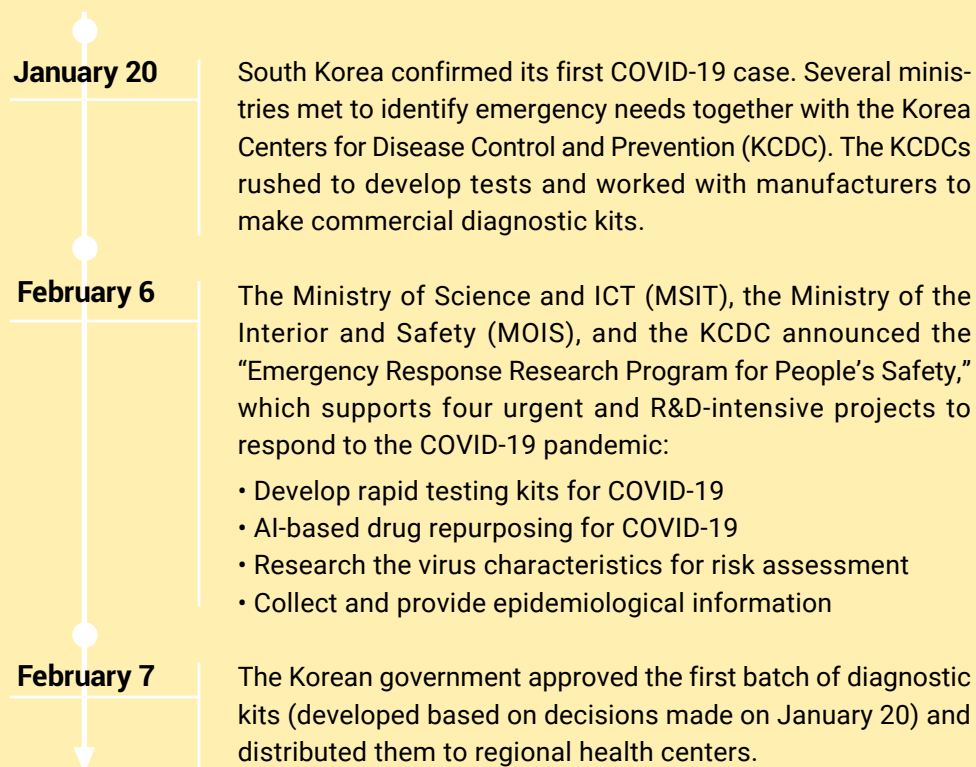 January 20
South Korea confirmed its first COVID-19 case. Several minis-
tries met to identify emergency needs together with the Korea
Centers for Disease Control and Prevention (KCDC). The KCDCs
rushed to develop tests and worked with manufacturers to
make commercial diagnostic kits.
February 6
The Ministry of Science and ICT (MSIT), the Ministry of the
Interior and Safety (MOIS), and the KCDC announced the
“Emergency Response Research Program for People’s Safety,”
which supports four urgent and R&D-intensive projects to
respond to the COVID-19 pandemic:
• Develop rapid testing kits for COVID-19
• AI-based drug repurposing for COVID-19
• Research the virus characteristics for risk assessment
• Collect and provide epidemiological information
February 7
The Korean government approved the first batch of diagnostic
kits (developed based on decisions made on January 20) and
distributed them to regional health centers.